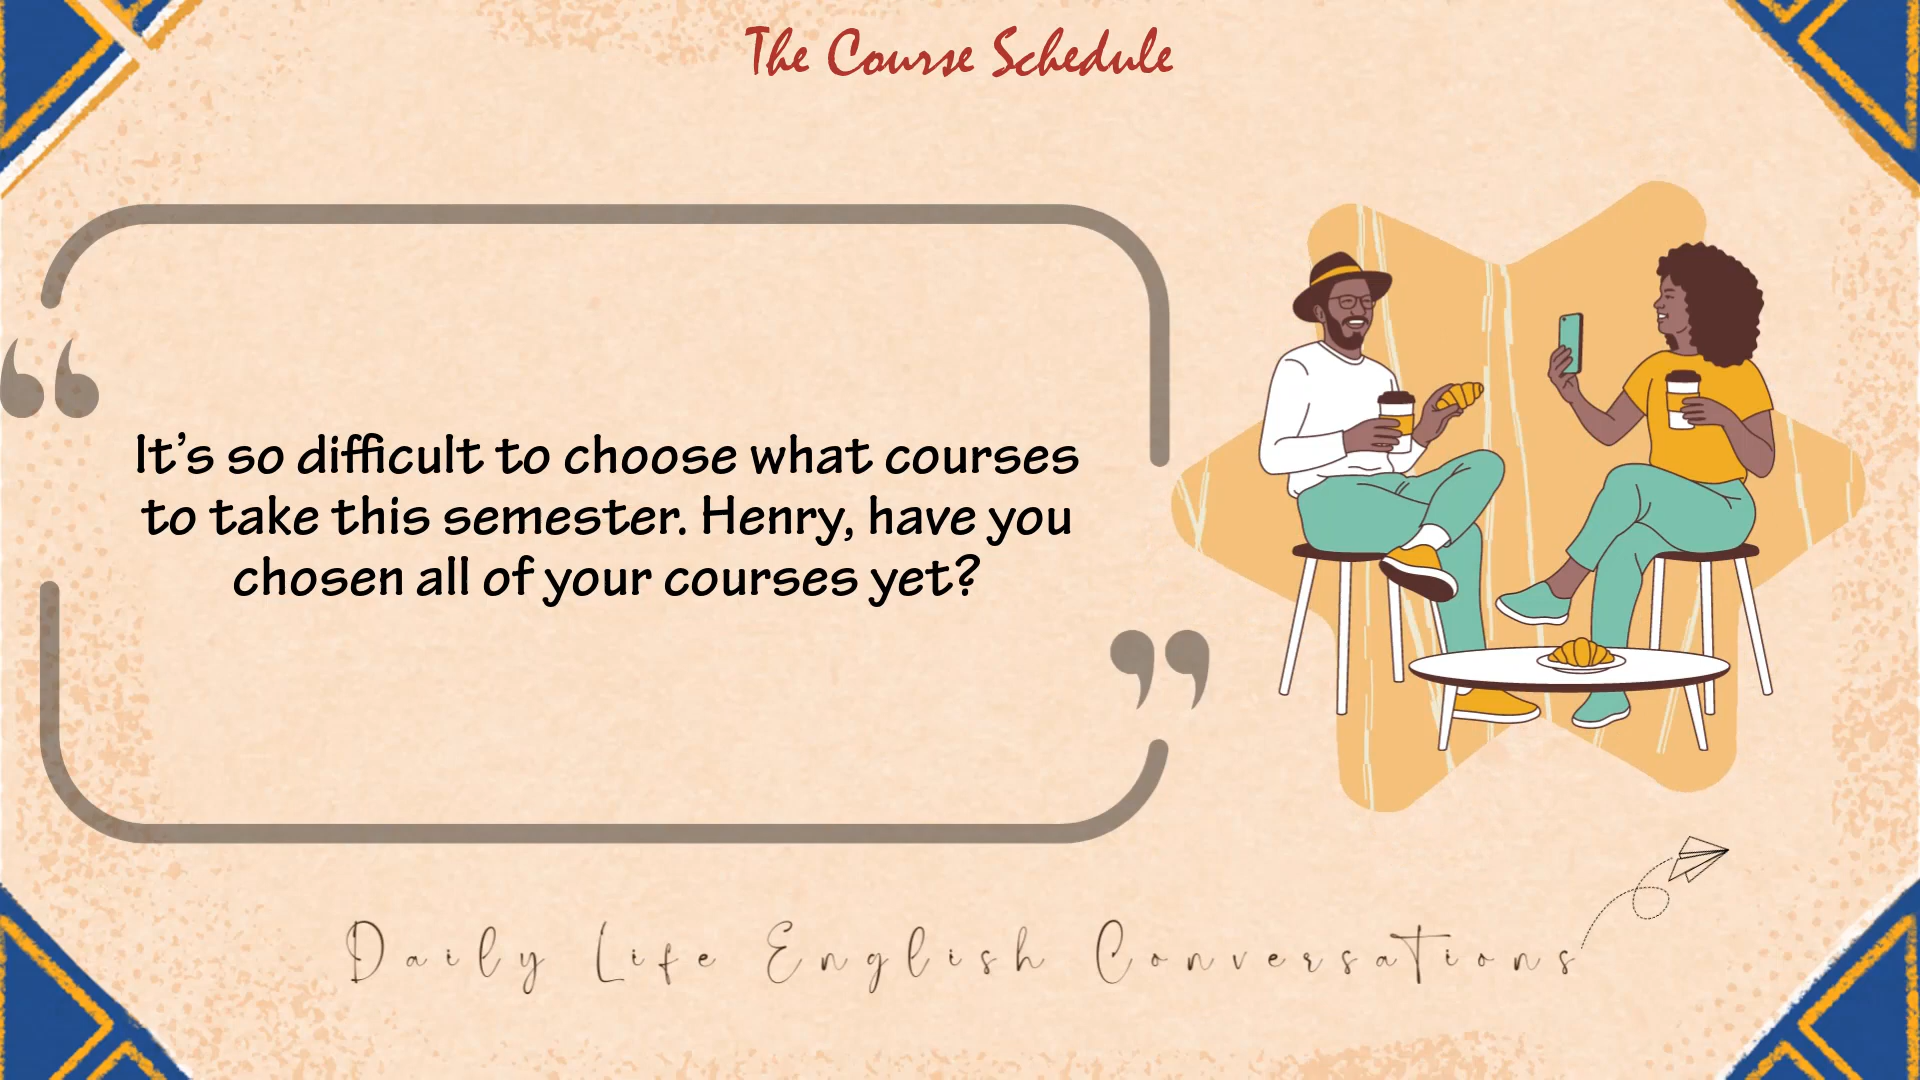 The Course Schedule
It’s so difficult to choose what courses
to take this semester. Henry, have you
chosen all of your courses yet?
Daily Life English Conversations